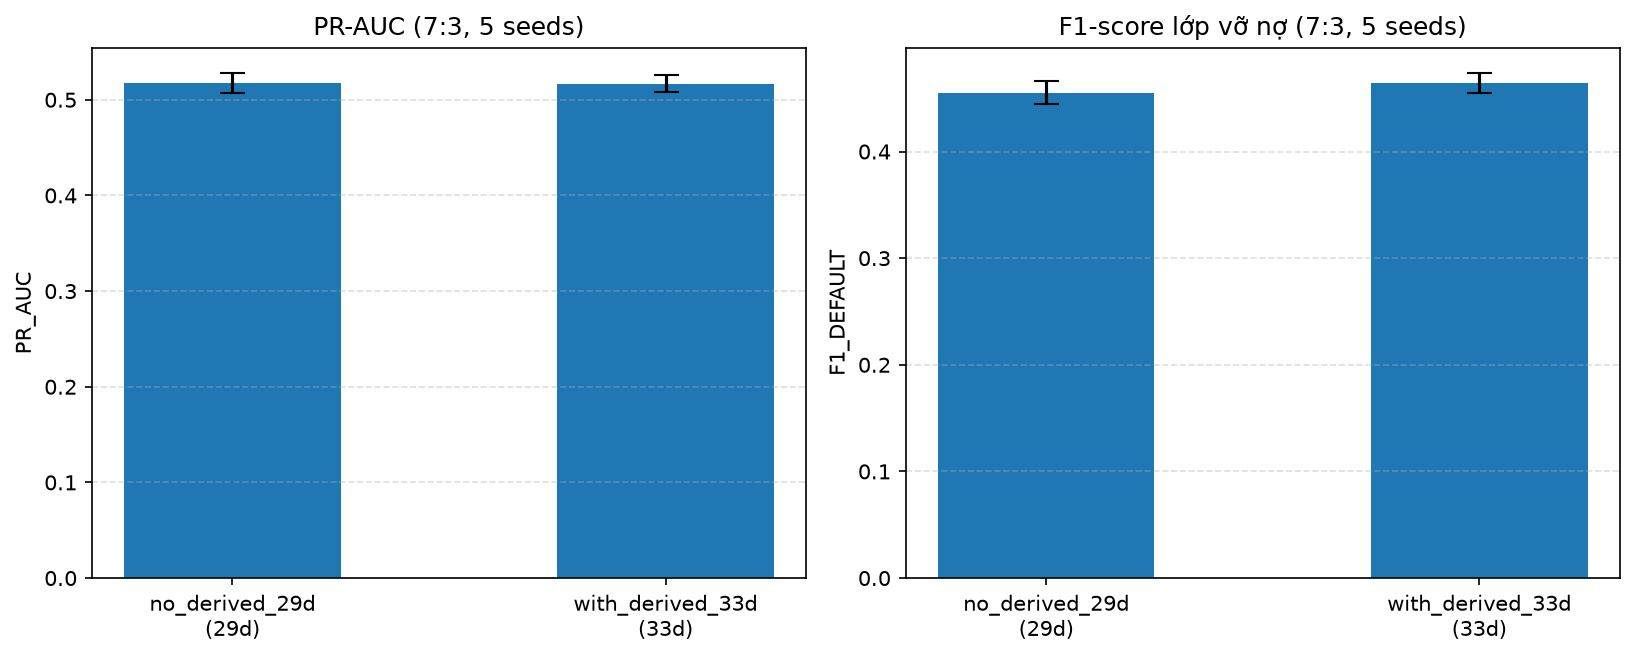 PR-AUC (7:3, 5 seeds)
PR_AUC
0.5
0.4
0.3
0.2
0.1
0.0
no_derived_29d
(29d)
with_derived_33d
(33d)
F1-score lớp vỡ nợ (7:3, 5 seeds)
F1_DEFAULT
0.4
0.3
0.2
0.1
0.0
no_derived_29d
(29d)
with_derived_33d
(33d)